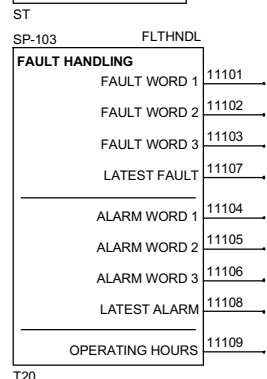 ST
SP-103 FLTHNDL
FAULT HANDLING
FAULT WORD 1 11101
FAULT WORD 2 11102
FAULT WORD 3 11103
LATEST FAULT 11107
ALARM WORD 1 11104
ALARM WORD 2 11105
ALARM WORD 3 11106
LATEST ALARM 11108
OPERATING HOURS 11109
T20